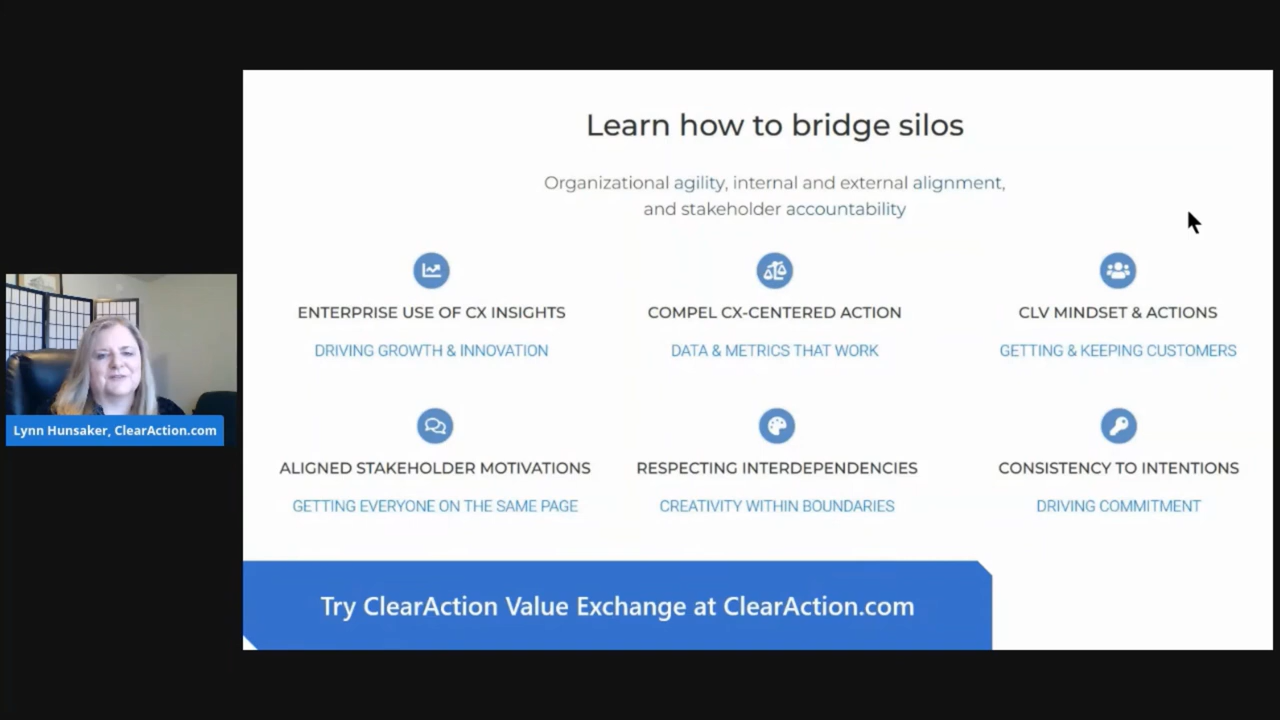 Learn how to bridge silos
Organizational agility, internal and external alignment,
and stakeholder accountability
ENTERPRISE USE OF CX INSIGHTS
DRIVING GROWTH & INNOVATION
COMPEL CX-CENTERED ACTION
DATA & METRICS THAT WORK
CLV MINDSET & ACTIONS
GETTING & KEEPING CUSTOMERS
ALIGNED STAKEHOLDER MOTIVATIONS
GETTING EVERYONE ON THE SAME PAGE
RESPECTING INTERDEPENDENCIES
CREATIVITY WITHIN BOUNDARIES
CONSISTENCY TO INTENTIONS
DRIVING COMMITMENT
Try ClearAction Value Exchange at ClearAction.com
Lynn Hunsaker, ClearAction.com